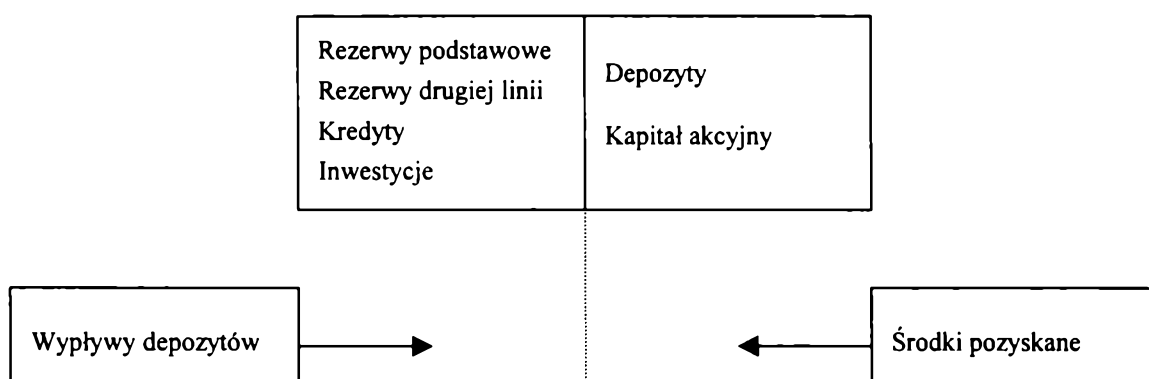 Rezerwy podstawowe
Rezerwy drugiej linii
Kredyty
Inwestycje
Depozyty
Kapitał akcyjny
Wypływy depozytów
Środki pozyskane